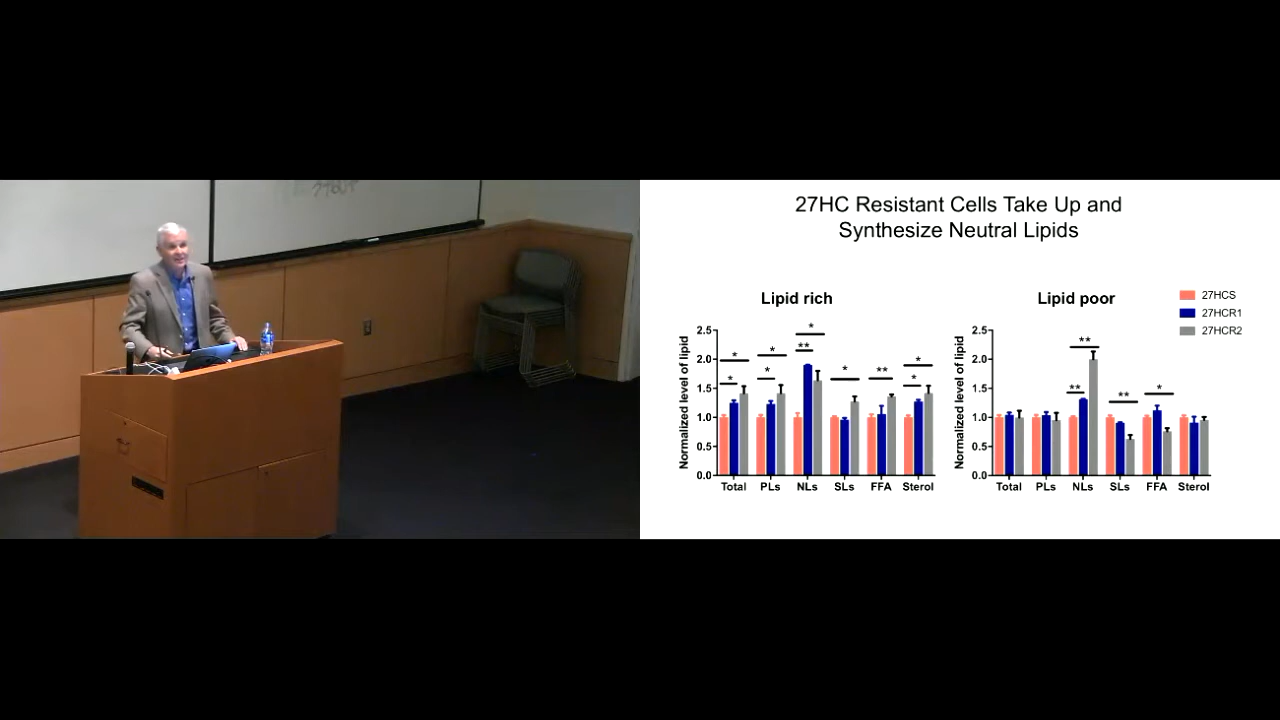 27HC Resistant Cells Take Up and
Synthesize Neutral Lipids
Lipid rich
Normalized level of lipid
2.5
2.0
1.5
1.0
0.5
0.0
* * * * * ** * ** * *
Total PLs NLs SLs FFA Sterol
Lipid poor
Normalized level of lipid
2.5
2.0
1.5
1.0
0.5
0.0
** ** ** *
Total PLs NLs SLs FFA Sterol
27HCS
27HCR1
27HCR2